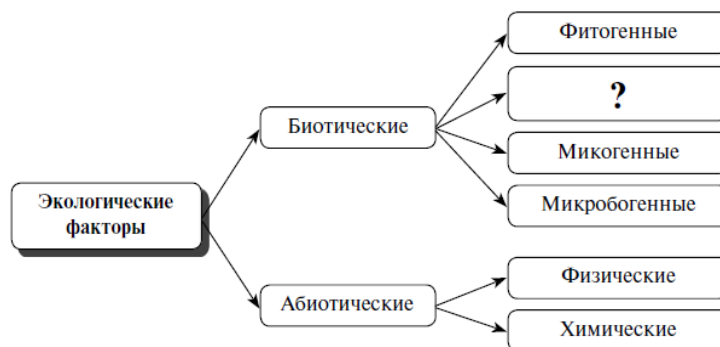 Фитогенные
?
Биотические
Микогенные
Экологические
факторы
Микробогенные
Физические
Абиотические
Химические